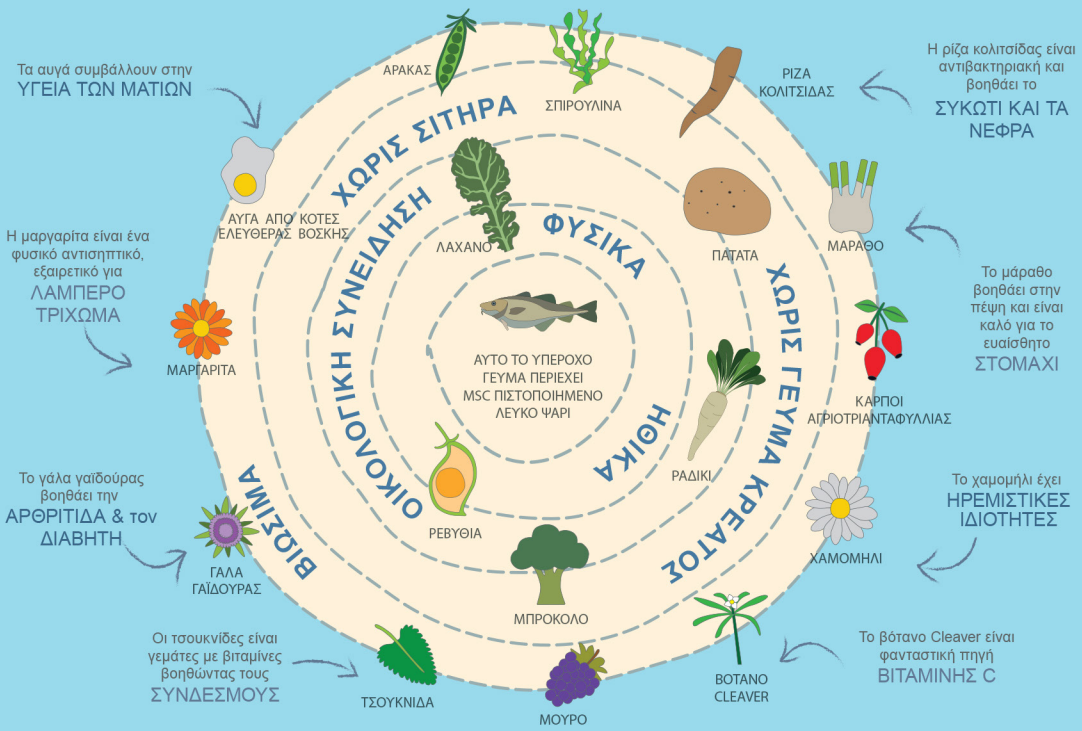 Τα αυγά συμβάλλουν στην
ΥΓΕΙΑ ΤΩΝ ΜΑΤΙΩΝ
ΑΡΑΚΑΣ
ΣΠΙΡΟΥΛΙΝΑ
ΡΙΖΑ
ΚΟΛΙΤΣΙΔΑΣ
Η ρίζα κολιτσίδας είναι
αντιβακτηριακή και
βοηθάει το
ΣΥΚΩΤΙ ΚΑΙ ΤΑ
ΝΕΦΡΑ
ΧΩΡΙΣ ΣΙΤΗΡΑ
ΑΥΓΑ ΑΠΟ ΚΟΤΕΣ
ΕΛΕΥΘΕΡΑΣ ΒΟΣΚΗΣ
ΛΑΧΑΝΟ
ΦΥΣΙΚΑ
ΠΑΤΑΤΑ
ΜΑΡΑΘΟ
Η μαργαρίτα είναι ένα
φυσικό αντισηπτικό,
εξαιρετικό για
ΛΑΜΠΕΡΟ
ΤΡΙΧΩΜΑ
Το μάραθο
βοηθάει στην
πέψη και είναι
καλό για το
ευαίσθητο
ΣΤΟΜΑΧΙ
ΜΑΡΓΑΡΙΤΑ
ΟΙΚΟΛΟΓΙΚΗ ΣΥΝΕΙΔΗΣΗ
ΑΥΤΟ ΤΟ ΥΠΕΡΟΧΟ
ΓΕΥΜΑ ΠΕΡΙΕΧΕΙ
MSC ΠΙΣΤΟΠΟΙΗΜΕΝΟ
ΛΕΥΚΟ ΨΑΡΙ
ΧΩΡΙΣ ΓΕΥΜΑ ΚΡΕΑΤΟΣ
ΚΑΡΠΟΙ
ΑΓΡΙΟΤΡΙΑΝΤΑΦΥΛΛΙΑΣ
ΗΘΙΚΑ
ΡΑΔΙΚΙ
Το γάλα γαϊδούρας
βοηθάει την
ΑΡΘΡΙΤΙΔΑ & τον
ΔΙΑΒΗΤΗ
ΒΙΩΣΙΜΑ
ΓΑΛΑ
ΓΑΪΔΟΥΡΑΣ
ΡΕΒΥΘΙΑ
ΜΠΡΟΚΟΛΟ
ΧΑΜΟΜΗΛΙ
Το χαμομήλι έχει
ΗΡΕΜΙΣΤΙΚΕΣ
ΙΔΙΟΤΗΤΕΣ
Οι τσουκνίδες είναι
γεμάτες με βιταμίνες
βοηθώντας τους
ΣΥΝΔΕΣΜΟΥΣ
ΤΣΟΥΚΝΙΔΑ
ΜΟΥΡΟ
ΒΟΤΑΝΟ
CLEAVER
Το βότανο Cleaver είναι
φανταστική πηγή
ΒΙΤΑΜΙΝΗΣ C